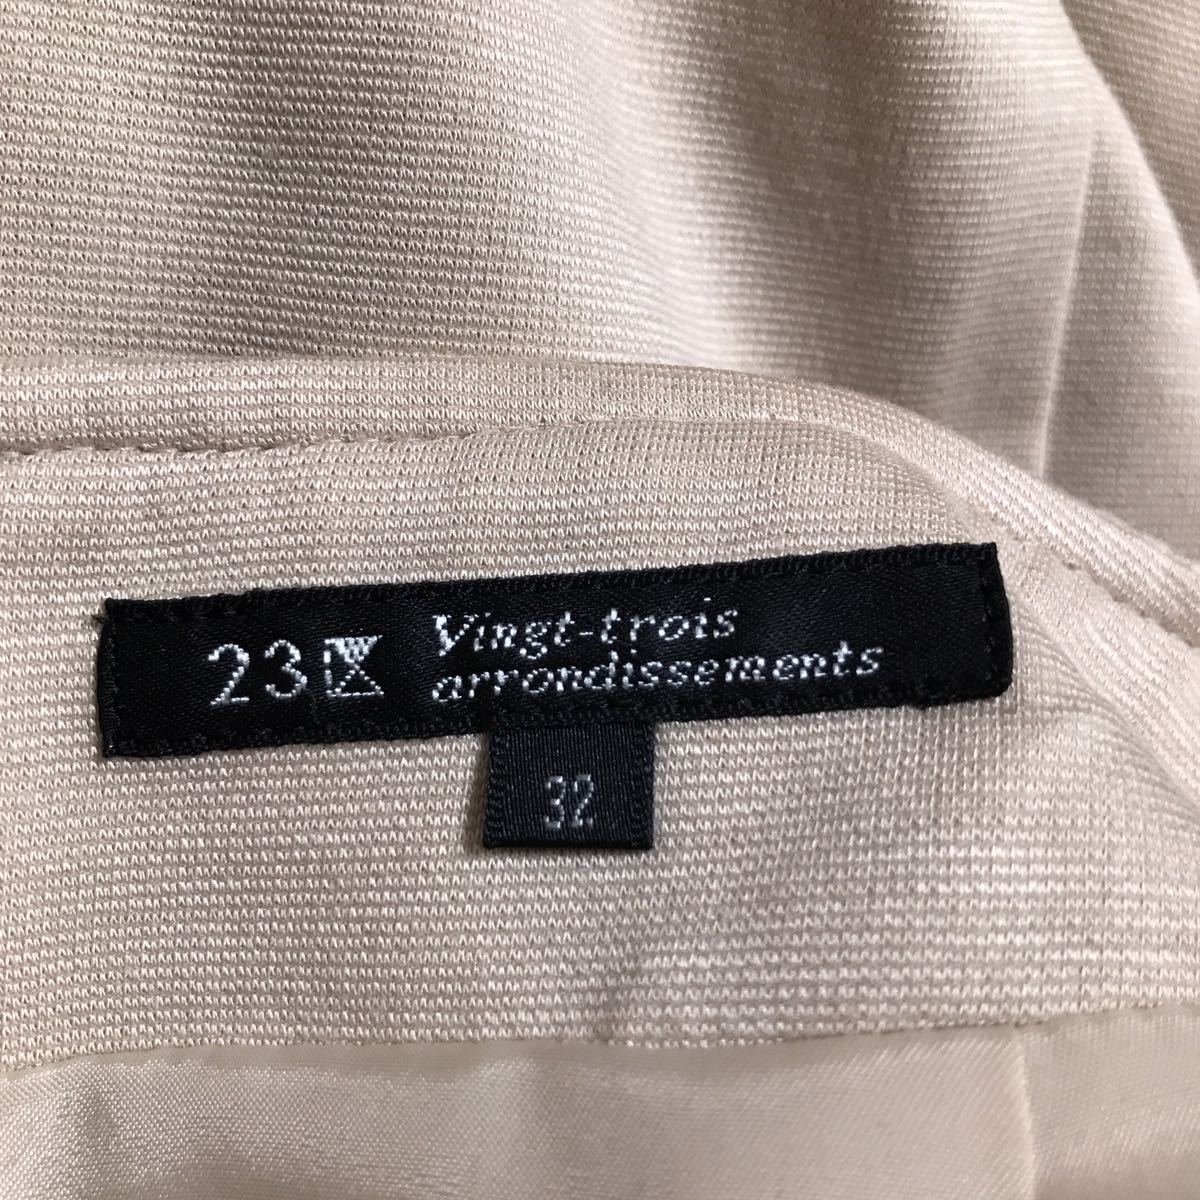 23区 Vingt-trois
arrondissements
32